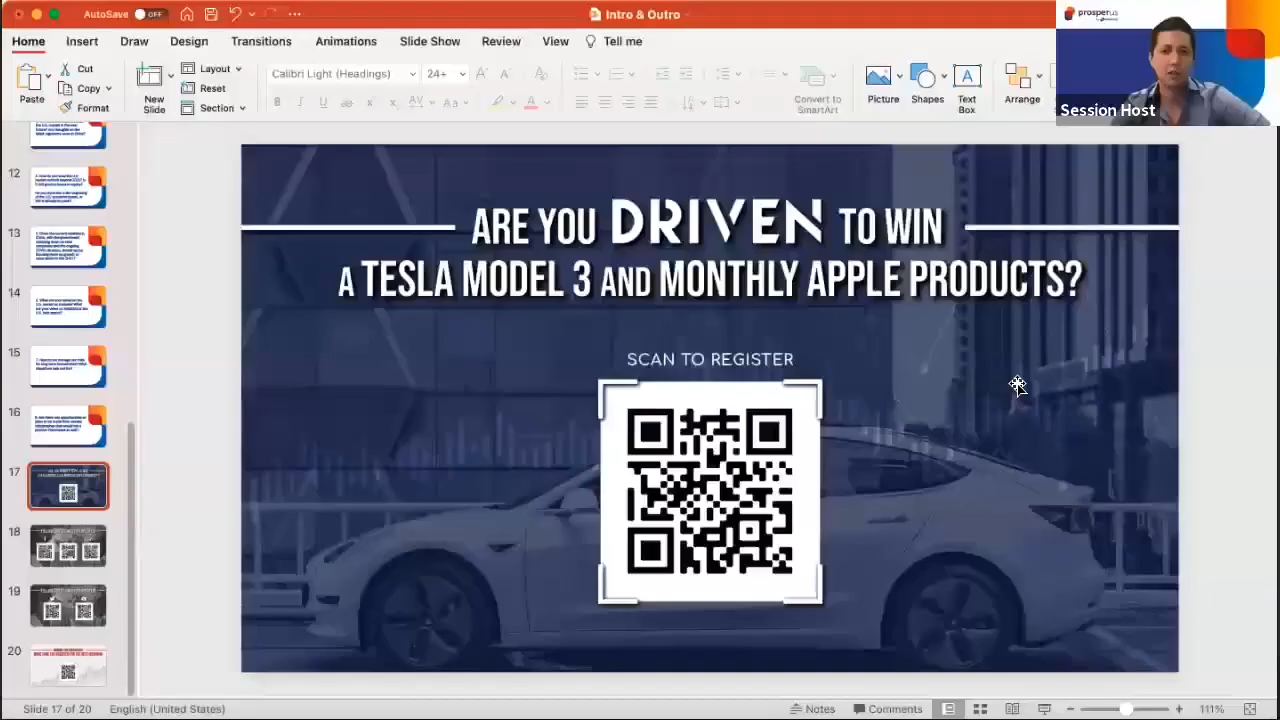 AutoSave OFF
Intro & Outro
prosperus
Home Insert Draw Design Transitions Animations Slide Show Review View Tell me
Paste
Cut
Copy
Format
New Slide
Layout
Reset
Section
Calibri Light (Headings) 24+
Convert to SmartArt
Picture
Shapes
Text Box
Arrange
Session Host
12
13
14
15
16
17
18
19
20
ARE YOU DRIVEN TO WIN
A TESLA MODEL 3 AND MONTHLY APPLE PRODUCTS?
SCAN TO REGISTER
Slide 17 of 20 English (United States) Notes Comments 111%